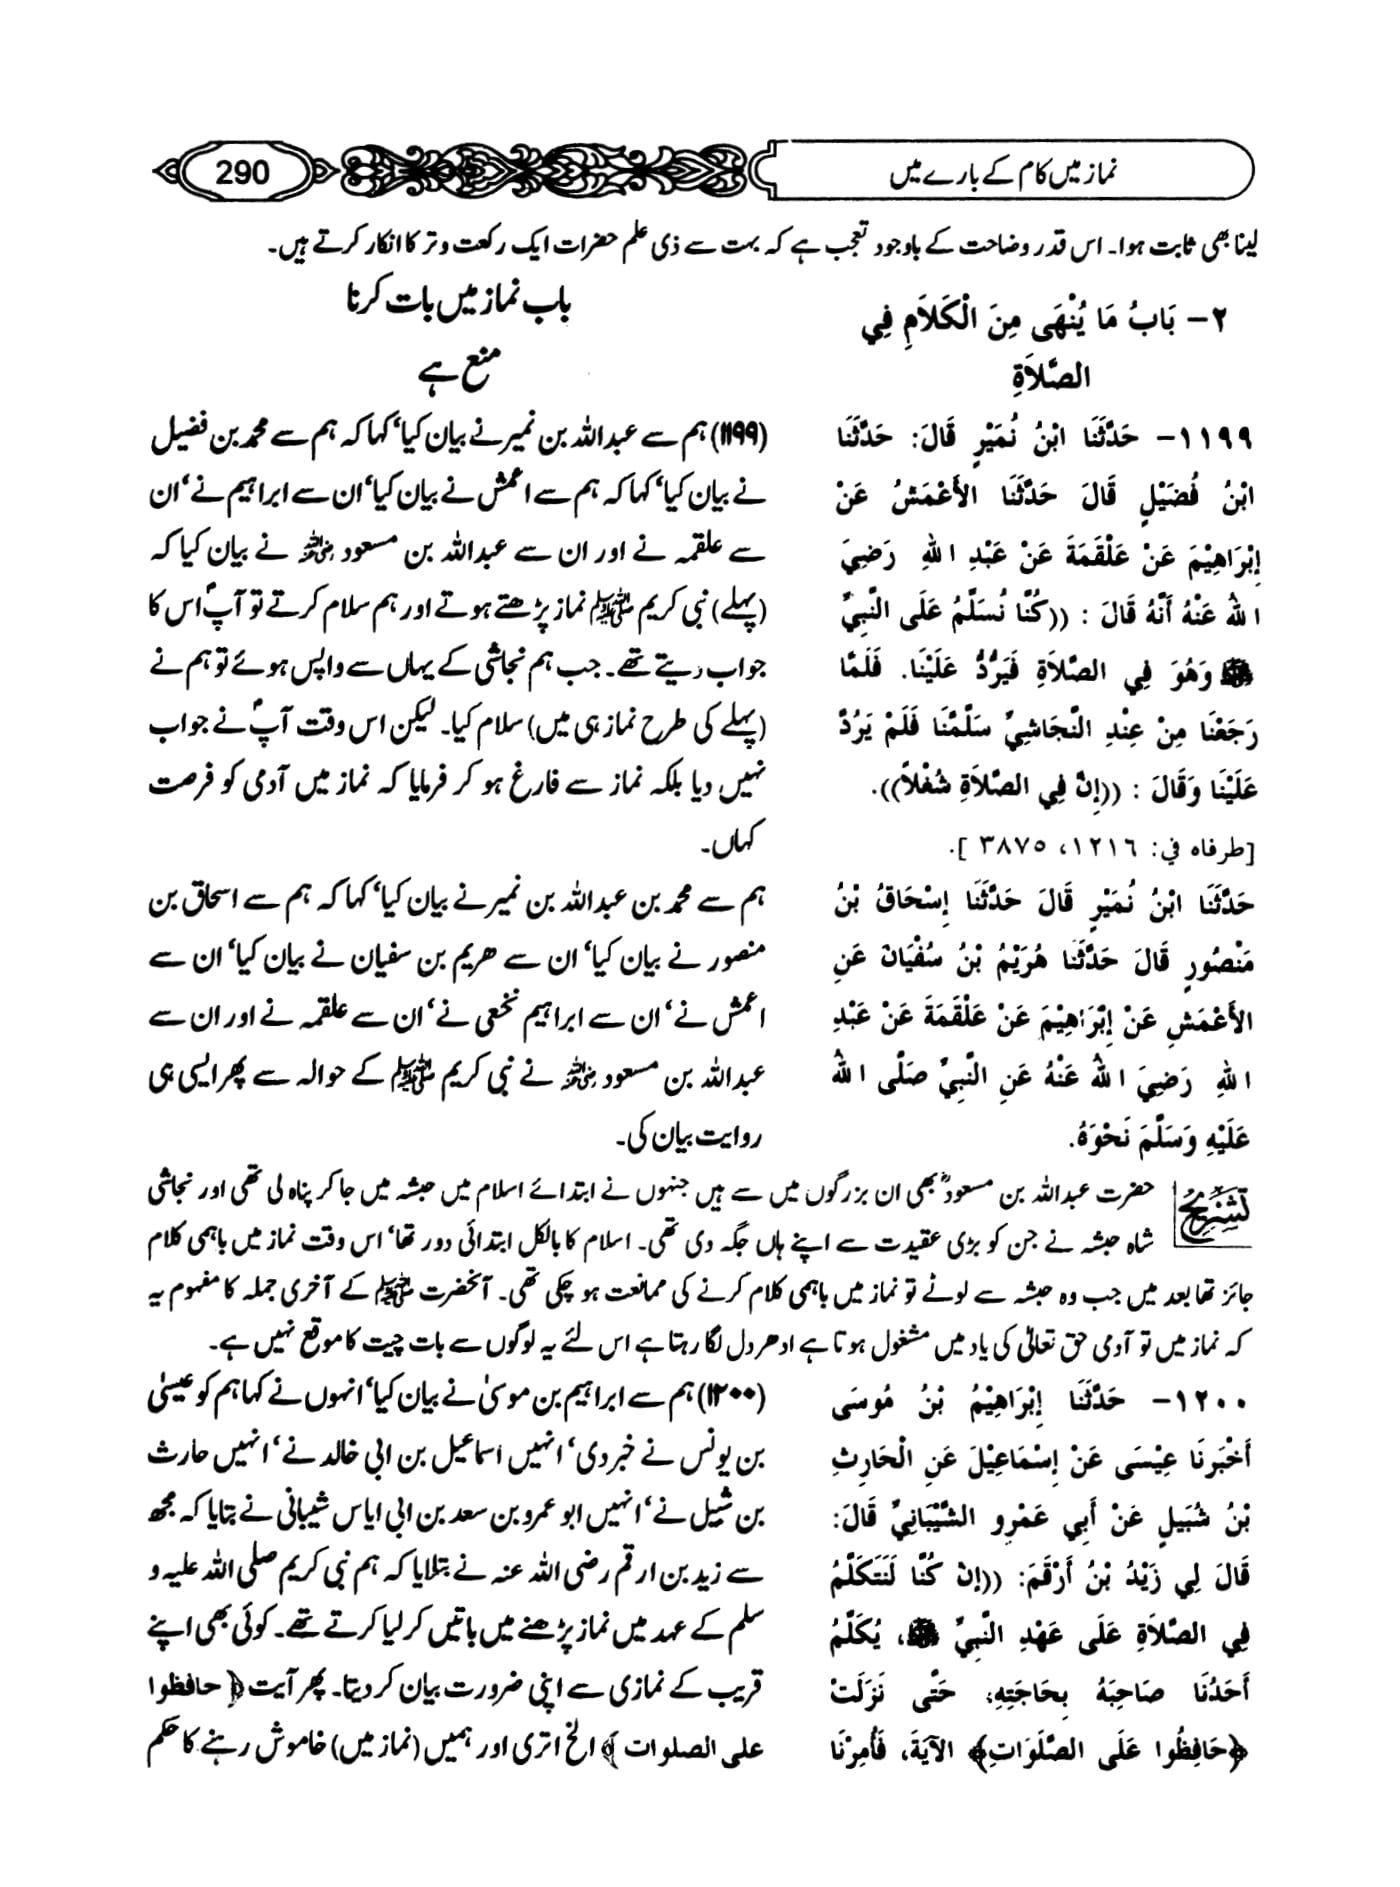 نماز میں کام کے بارے میں
290
لینا بھی ثابت ہوا۔ اس قدر وضاحت کے باوجود تعجب ہے کہ بہت سے ذی علم حضرات ایک رکعت وتر کا انکار کرتے ہیں۔
٢- بَابُ مَا يُنْهَى مِنَ الْكَلاَمِ فِي
الصَّلاَةِ
١١٩٩- حَدَّثَنَا ابْنُ نُمَيْرٍ قَالَ: حَدَّثَنَا
ابْنُ فُضَيْلٍ قَالَ حَدَّثَنَا الأَعْمَشُ عَنْ
إِبْرَاهِيْمَ عَنْ عَلْقَمَةَ عَنْ عَبْدِ اللهِ رَضِيَ
اللهُ عَنْهُ أَنَّهُ قَالَ : ((كُنَّا نُسَلِّمُ عَلَى النَّبِيِّ
ﷺ وَهُوَ فِي الصَّلاَةِ فَيَرُدُّ عَلَيْنَا. فَلَمَّا
رَجَعْنَا مِنْ عِنْدِ النَّجَاشِيِّ سَلَّمْنَا فَلَمْ يَرُدَّ
عَلَيْنَا وَقَالَ : ((إِنَّ فِي الصَّلاَةِ شُغْلاً)).
[طرفاه في: ١٢١٦، ٣٨٧٥ ].
حَدَّثَنَا ابْنُ نُمَيْرٍ قَالَ حَدَّثَنَا إِسْحَاقُ بْنُ
مَنْصُورٍ قَالَ حَدَّثَنَا هُرَيْمُ بْنُ سُفْيَانَ عَنِ
الأَعْمَشِ عَنْ إِبْرَاهِيْمَ عَنْ عَلْقَمَةَ عَنْ عَبْدِ
اللهِ رَضِيَ اللهُ عَنْهُ عَنِ النَّبِيِّ صَلَّى اللهُ
عَلَيْهِ وَسَلَّمَ نَحْوَهُ.
باب نماز میں بات کرنا
منع ہے
(۱۱۹۹) ہم سے عبداللہ بن نمیر نے بیان کیا‘ کہا کہ ہم سے محمد بن فضیل
نے بیان کیا‘ کہا کہ ہم سے اعمش نے بیان کیا‘ ان سے ابراہیم نے‘ ان
سے علقمہ نے اور ان سے عبداللہ بن مسعود رضی اللہ عنہ نے بیان کیا کہ
(پہلے) نبی کریم ﷺ نماز پڑھتے ہوتے اور ہم سلام کرتے تو آپؐ اس کا
جواب دیتے تھے۔ جب ہم نجاشی کے یہاں سے واپس ہوئے تو ہم نے
(پہلے کی طرح نماز ہی میں) سلام کیا۔ لیکن اس وقت آپؐ نے جواب
نہیں دیا بلکہ نماز سے فارغ ہو کر فرمایا کہ نماز میں آدمی کو فرصت
کہاں۔
ہم سے محمد بن عبداللہ بن نمیر نے بیان کیا‘ کہا کہ ہم سے اسحاق بن
منصور نے بیان کیا‘ ان سے ھریم بن سفیان نے بیان کیا‘ ان سے
اعمش نے‘ ان سے ابراہیم نخعی نے‘ ان سے علقمہ نے اور ان سے
عبداللہ بن مسعود رضی اللہ عنہ نے نبی کریم ﷺ کے حوالہ سے پھر ایسی ہی
روایت بیان کی۔
تشریح حضرت عبداللہ بن مسعودؓ بھی ان بزرگوں میں سے ہیں جنہوں نے ابتدائے اسلام میں حبشہ میں جا کر پناہ لی تھی اور نجاشی
شاہ حبشہ نے جن کو بڑی عقیدت سے اپنے ہاں جگہ دی تھی۔ اسلام کا بالکل ابتدائی دور تھا‘ اس وقت نماز میں باہمی کلام
جائز تھا بعد میں جب وہ حبشہ سے لوٹے تو نماز میں باہمی کلام کرنے کی ممانعت ہو چکی تھی۔ آنحضرت ﷺ کے آخری جملہ کا مفہوم یہ
کہ نماز میں تو آدمی حق تعالیٰ کی یاد میں مشغول ہوتا ہے ادھر دل لگا رہتا ہے اس لئے یہ لوگوں سے بات چیت کا موقع نہیں ہے۔
١٢٠٠- حَدَّثَنَا إِبْرَاهِيْمُ بْنُ مُوسَى
أَخْبَرَنَا عِيْسَى عَنْ إِسْمَاعِيْلَ عَنِ الْحَارِثِ
بْنُ شُبَيلٍ عَنْ أَبِي عَمْرٍو الشَّيْبَانِيِّ قَالَ:
قَالَ لِي زَيْدُ بْنُ أَرْقَمَ: ((إِنْ كُنَّا لَنَتَكَلَّمُ
فِي الصَّلاَةِ عَلَى عَهْدِ النَّبِيِّ ﷺ، يُكَلِّمُ
أَحَدُنَا صَاحِبَهُ بِحَاجَتِهِ، حَتَّى نَزَلَتْ
﴿حَافِظُوا عَلَى الصَّلَوَاتِ﴾ الآيَةَ، فَأُمِرْنَا
(۱۲۰۰) ہم سے ابراہیم بن موسیٰ نے بیان کیا‘ انہوں نے کہا ہم کو عیسیٰ
بن یونس نے خبر دی‘ انہیں اسماعیل بن ابی خالد نے‘ انہیں حارث
بن شبیل نے‘ انہیں ابو عمرو بن سعد بن ابی ایاس شیبانی نے بتایا کہ مجھ
سے زید بن ارقم رضی اللہ عنہ نے بتلایا کہ ہم نبی کریم صلی اللہ علیہ و
سلم کے عہد میں نماز پڑھنے میں باتیں کر لیا کرتے تھے۔ کوئی بھی اپنے
قریب کے نمازی سے اپنی ضرورت بیان کر دیتا۔ پھر آیت ﴿ حافظوا
علی الصلوات ﴾ الخ اتری اور ہمیں (نماز میں) خاموش رہنے کا حکم